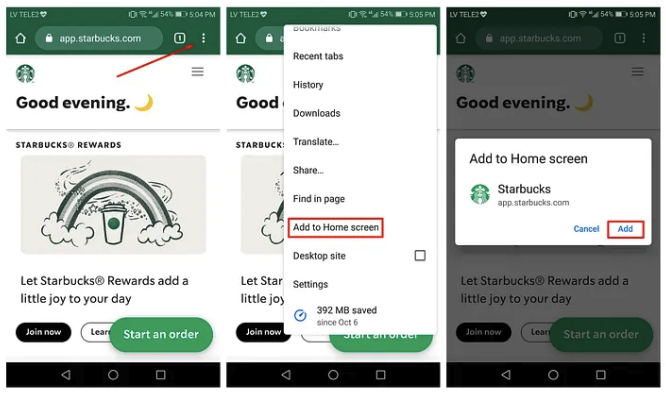 LV TELE2 54% 5:04 PM
app.starbucks.com 1
Good evening.
STARBUCKS® REWARDS
Let Starbucks® Rewards add a
little joy to your day
Join now
Start an order
LV TELE2 54% 5:05 PM
Bookmarks
Recent tabs
History
Downloads
Translate...
Share...
Find in page
Add to Home screen
Desktop site
Settings
392 MB saved
since Oct 6
Good
STARBUCKS
Let Sta
little jo
Join now
Start an order
LV TELE2 54% 5:05 PM
app.starbucks.com 1
Good evening.
Add to Home screen
Starbucks
app.starbucks.com
Cancel Add
Let Starbucks® Rewards add a
little joy to your day
Join now
Start an order